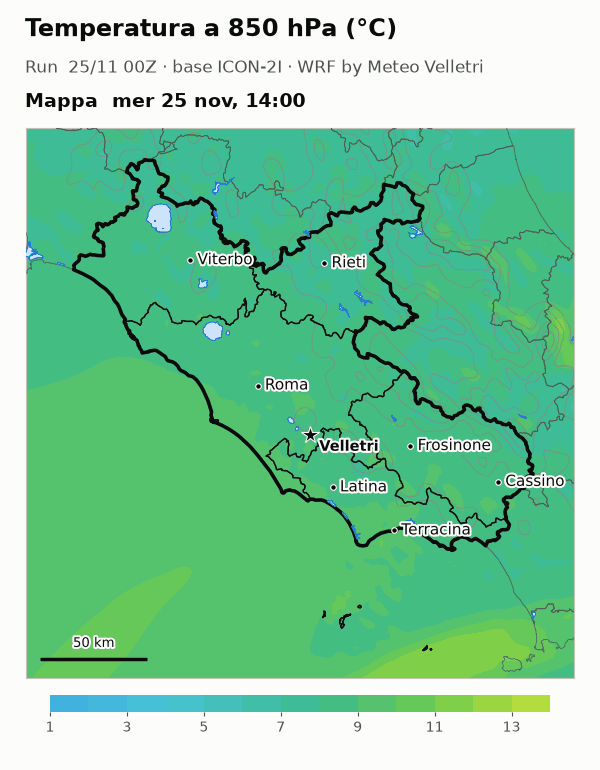 Temperatura a 850 hPa (°C)
Run 25/11 00Z · base ICON-2I · WRF by Meteo Velletri
Mappa mer 25 nov, 14:00
Viterbo
Rieti
Roma
Velletri
Frosinone
Cassino
Latina
Terracina
50 km
1 3 5 7 9 11 13